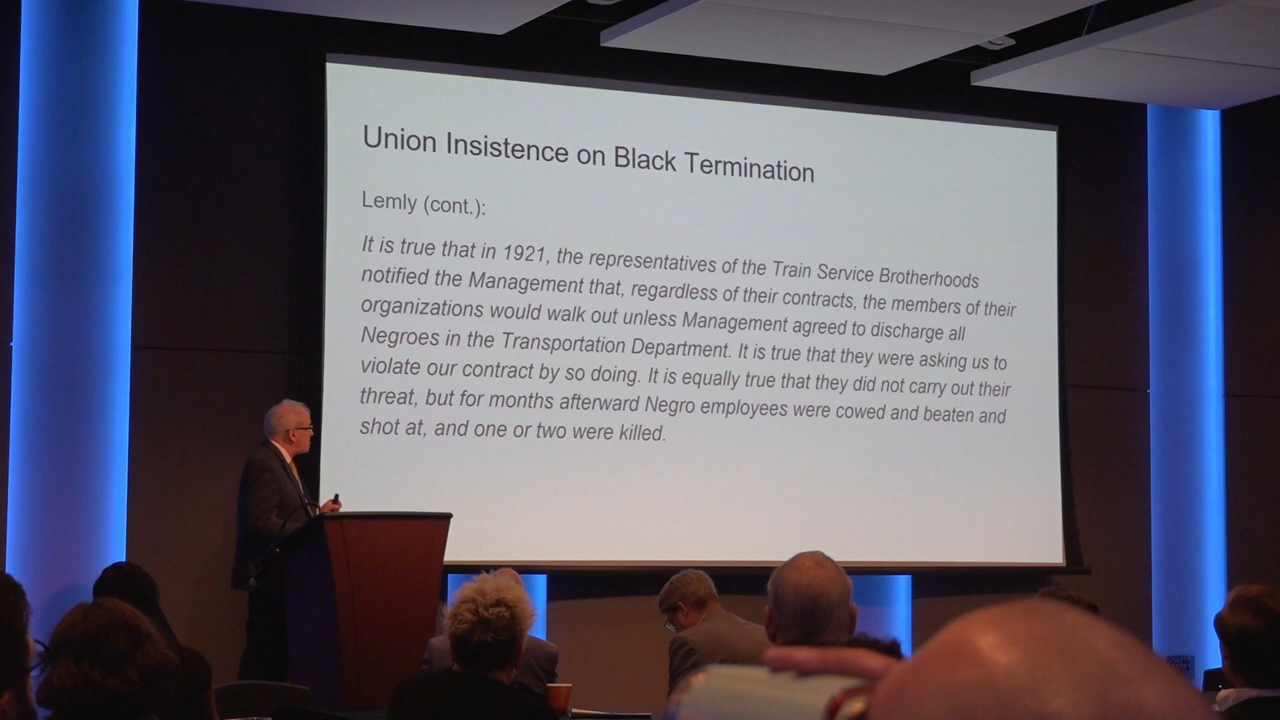 Union Insistence on Black Termination
Lemly (cont.):
It is true that in 1921, the representatives of the Train Service Brotherhoods
notified the Management that, regardless of their contracts, the members of their
organizations would walk out unless Management agreed to discharge all
Negroes in the Transportation Department. It is true that they were asking us to
violate our contract by so doing. It is equally true that they did not carry out their
threat, but for months afterward Negro employees were cowed and beaten and
shot at, and one or two were killed.